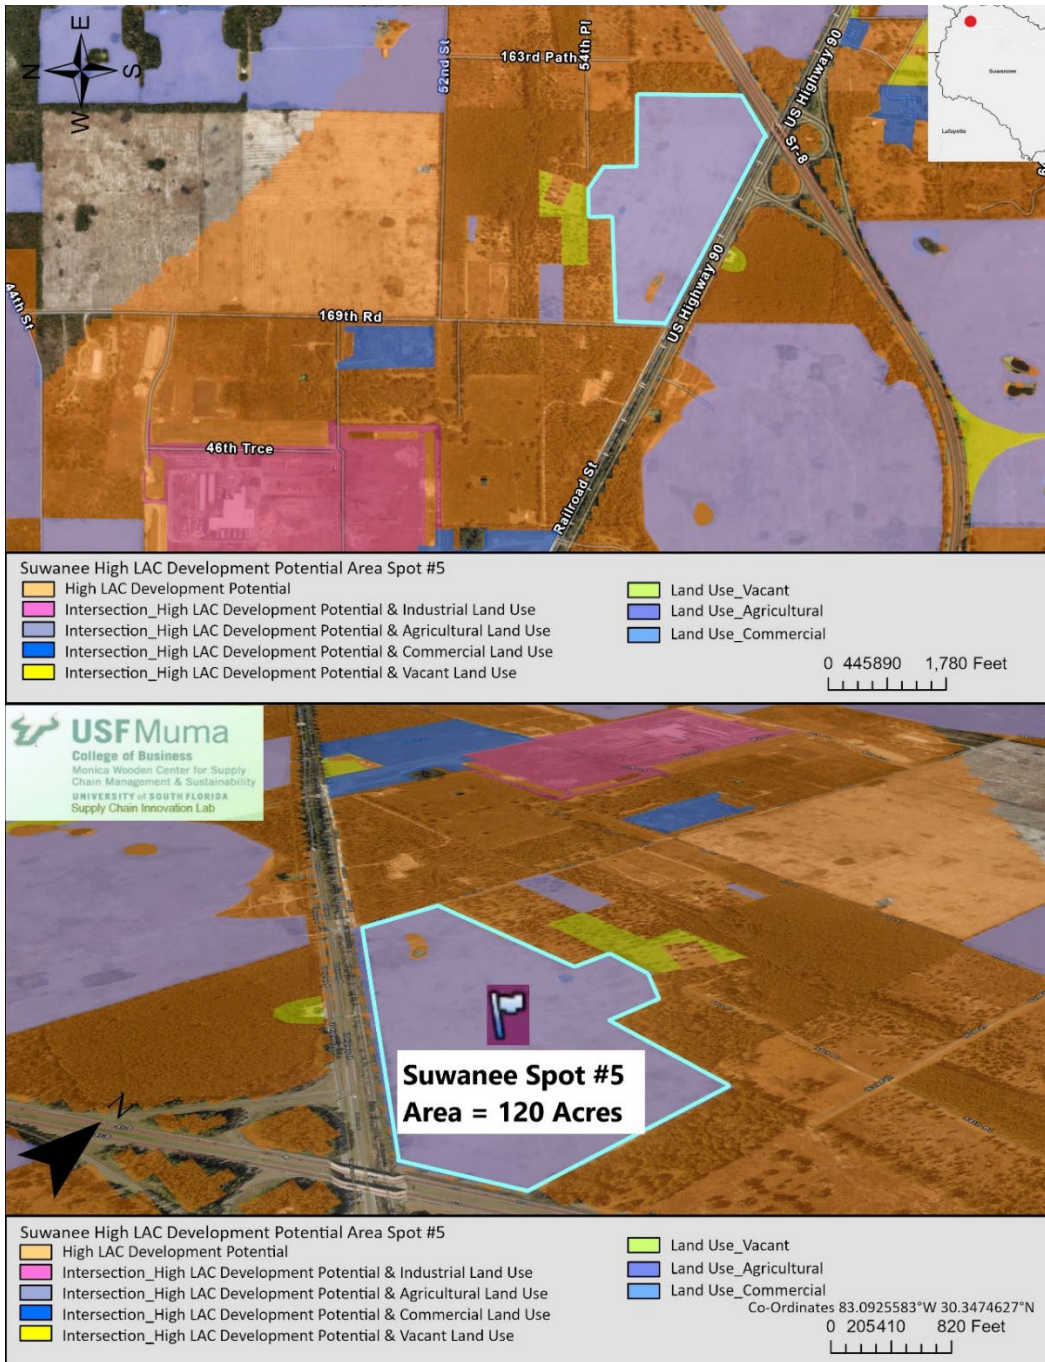 E
N
S
W
52nd St
54th Pl
163rd Path
US Highway 90
Sr-8
Suwannee
Lafayette
44th St
169th Rd
US Highway 90
46th Trce
Railroad St
Suwanee High LAC Development Potential Area Spot #5
High LAC Development Potential
Intersection_High LAC Development Potential & Industrial Land Use
Intersection_High LAC Development Potential & Agricultural Land Use
Intersection_High LAC Development Potential & Commercial Land Use
Intersection_High LAC Development Potential & Vacant Land Use
Land Use_Vacant
Land Use_Agricultural
Land Use_Commercial
0 445890 1,780 Feet
USF Muma
College of Business
Monica Wooden Center for Supply
Chain Management & Sustainability
UNIVERSITY of SOUTH FLORIDA
Supply Chain Innovation Lab
Suwanee Spot #5
Area = 120 Acres
N
Suwanee High LAC Development Potential Area Spot #5
High LAC Development Potential
Intersection_High LAC Development Potential & Industrial Land Use
Intersection_High LAC Development Potential & Agricultural Land Use
Intersection_High LAC Development Potential & Commercial Land Use
Intersection_High LAC Development Potential & Vacant Land Use
Land Use_Vacant
Land Use_Agricultural
Land Use_Commercial
Co-Ordinates 83.0925583°W 30.3474627°N
0 205410 820 Feet